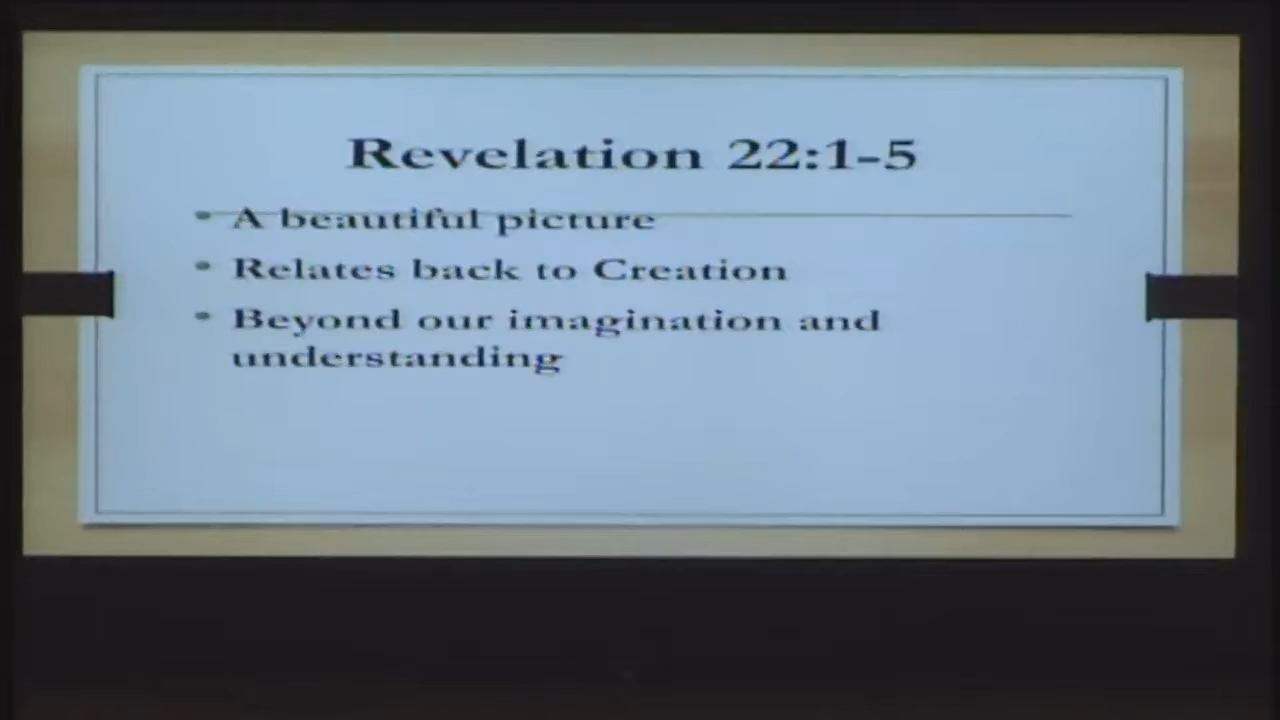 Revelation 22:1-5
• A beautiful picture
• Relates back to Creation
• Beyond our imagination and
understanding